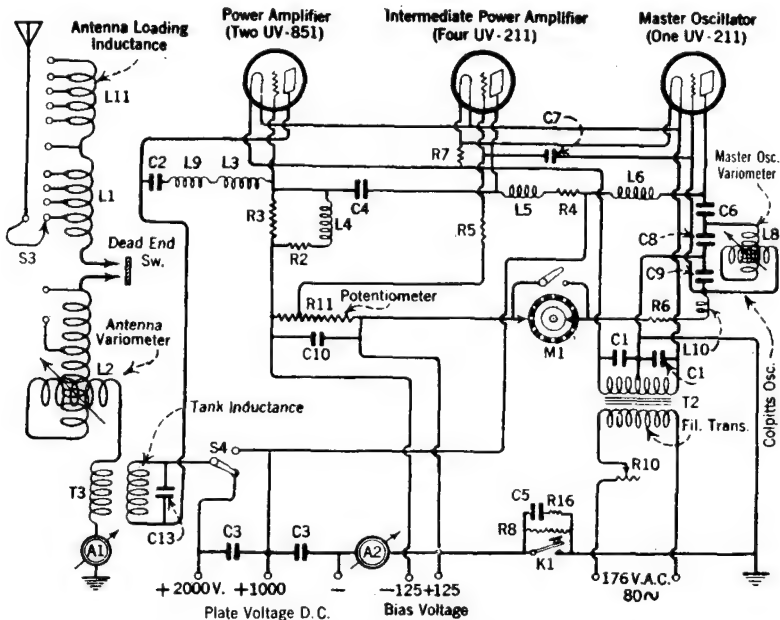 Power Amplifier
(Two UV-851)
Intermediate Power Amplifier
(Four UV-211)
Master Oscillator
(One UV-211)
Antenna Loading
Inductance
L11
C7
R7
C2
L9
L3
L5
R4
L6
Master Osc.
Variometer
L1
R3
L4
C4
R5
C6
L8
C8
S3
Dead End
Sw.
R2
C9
R11
Potentiometer
R6
Antenna
Variometer
C10
M1
C1
L10
C1
L2
T2
Colpitts Osc.
Tank Inductance
Fil. Trans.
S4
R10
T3
C5
R16
C13
C3
C3
R8
A1
A2
K1
+2000 V.
+1000
−
−125
+125
176 V.A.C.
80~
Plate Voltage D.C.
Bias Voltage